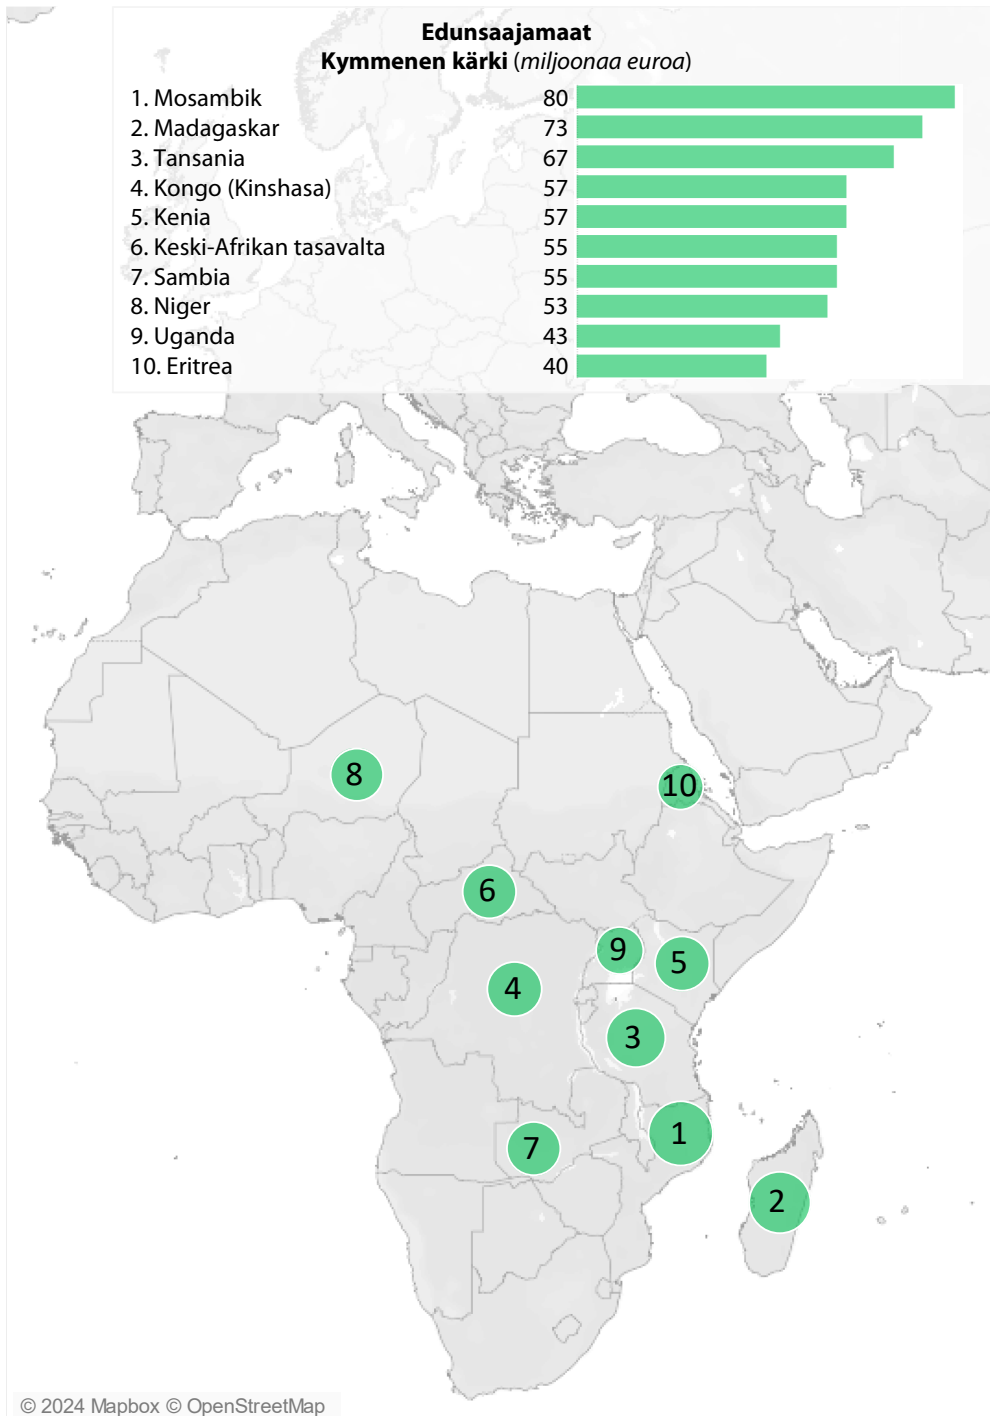 Edunsaajamaat
Kymmenen kärki (miljoonaa euroa)
1. Mosambik 80
2. Madagaskar 73
3. Tansania 67
4. Kongo (Kinshasa) 57
5. Kenia 57
6. Keski-Afrikan tasavalta 55
7. Sambia 55
8. Niger 53
9. Uganda 43
10. Eritrea 40
8
10
6
9
5
4
3
1
7
2
© 2024 Mapbox © OpenStreetMap